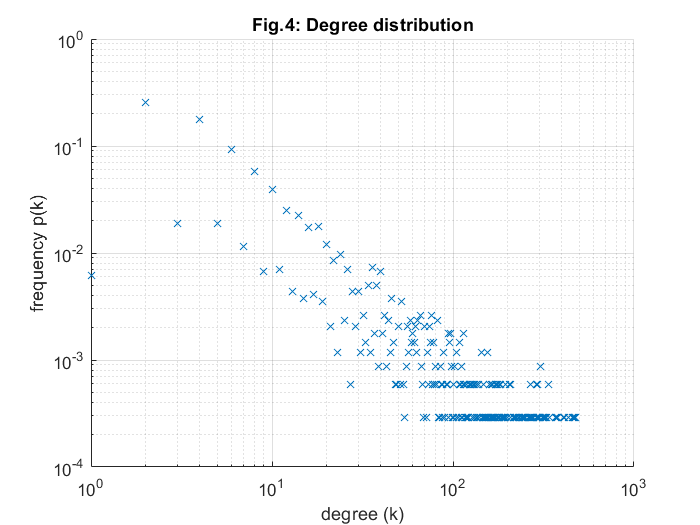 Fig.4: Degree distribution
10^0
10^-1
10^-2
10^-3
10^-4
frequency p(k)
10^0 10^1 10^2 10^3
degree (k)